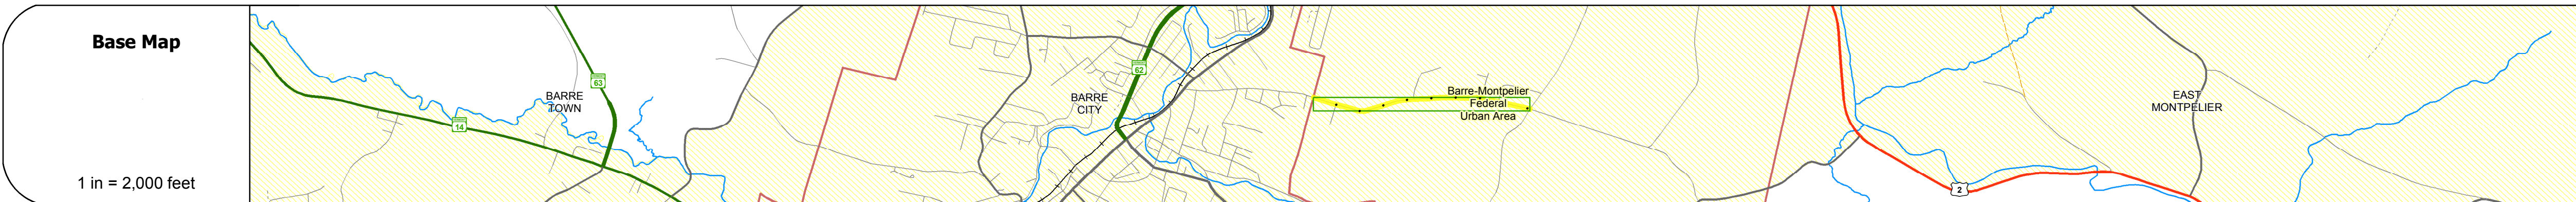 Base Map
1 in = 2,000 feet
14
BARRE
TOWN
63
BARRE
CITY
62
Barre-Montpelier
Federal
Urban Area
2
EAST
MONTPELIER